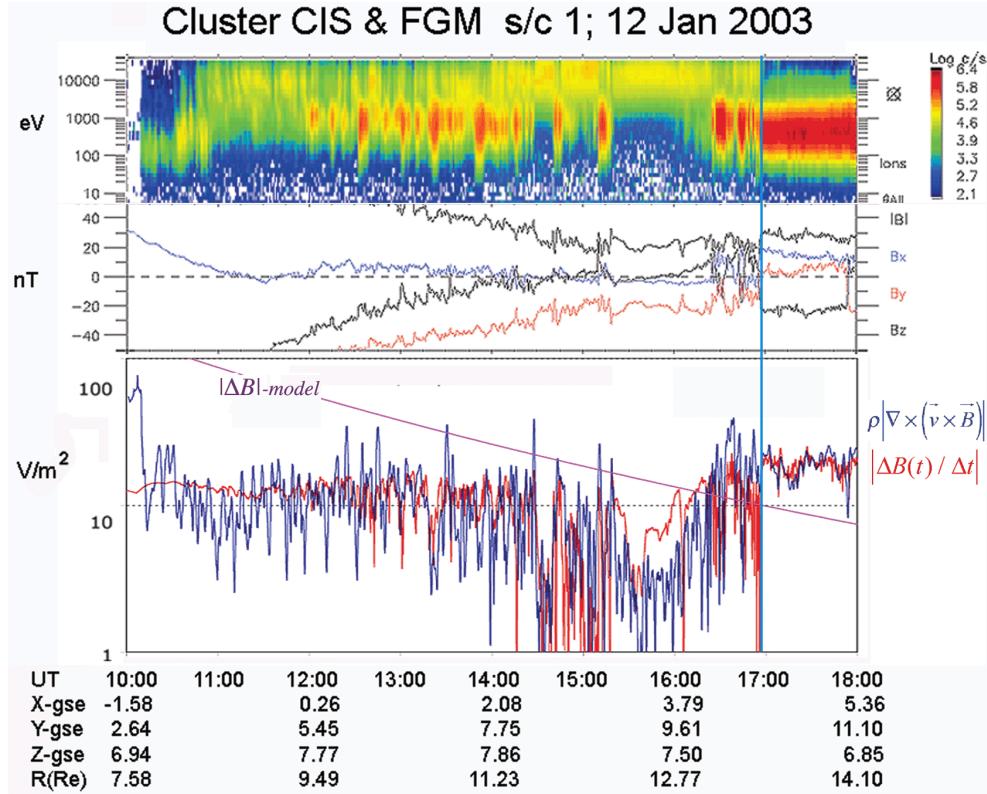 Cluster CIS & FGM s/c 1; 12 Jan 2003
Log c/s
6.4
5.8
5.2
4.6
3.9
3.3
2.7
2.1
eV
10000
1000
100
10
Ions
nT
40
20
0
−20
−40
|B|
Bx
By
Bz
|ΔB|-model
V/m²
100
10
1
ρ|∇×(v⃗×B⃗)|
|ΔB(t) / Δt|
UT 10:00 11:00 12:00 13:00 14:00 15:00 16:00 17:00 18:00
X-gse -1.58 0.26 2.08 3.79 5.36
Y-gse 2.64 5.45 7.75 9.61 11.10
Z-gse 6.94 7.77 7.86 7.50 6.85
R(Re) 7.58 9.49 11.23 12.77 14.10